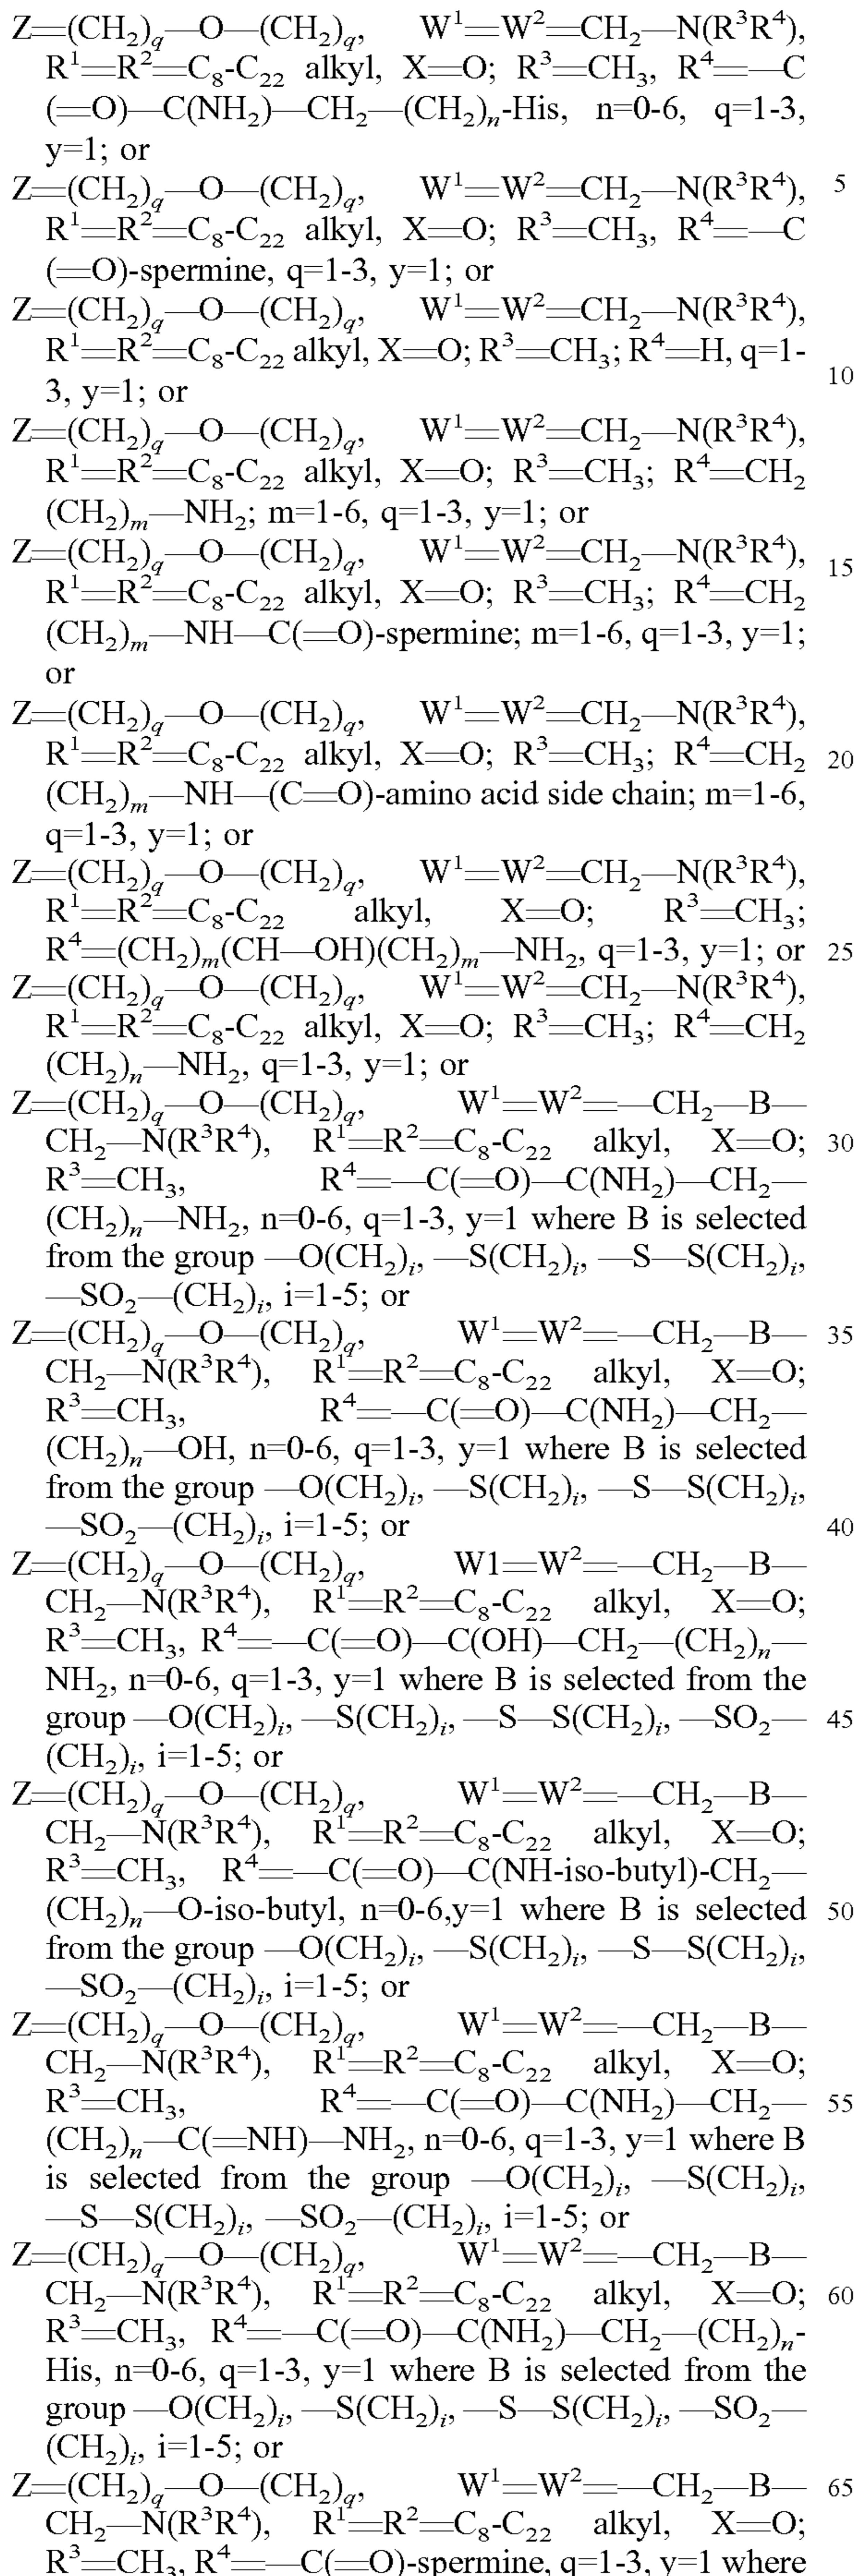 Z=(CH₂)q—O—(CH₂)q, W¹=W²=CH₂—N(R³R⁴),
R¹=R²=C₈-C₂₂ alkyl, X=O; R³=CH₃, R⁴=—C
(=O)—C(NH₂)—CH₂—(CH₂)ₙ-His, n=0-6, q=1-3,
y=1; or
Z=(CH₂)q—O—(CH₂)q, W¹=W²=CH₂—N(R³R⁴), 5
R¹=R²=C₈-C₂₂ alkyl, X=O; R³=CH₃, R⁴=—C
(=O)-spermine, q=1-3, y=1; or
Z=(CH₂)q—O—(CH₂)q, W¹=W²=CH₂—N(R³R⁴),
R¹=R²=C₈-C₂₂ alkyl, X=O; R³=CH₃; R⁴=H, q=1-
3, y=1; or 10
Z=(CH₂)q—O—(CH₂)q, W¹=W²=CH₂—N(R³R⁴),
R¹=R²=C₈-C₂₂ alkyl, X=O; R³=CH₃; R⁴=CH₂
(CH₂)ₘ—NH₂; m=1-6, q=1-3, y=1; or
Z=(CH₂)q—O—(CH₂)q, W¹=W²=CH₂—N(R³R⁴), 15
R¹=R²=C₈-C₂₂ alkyl, X=O; R³=CH₃; R⁴=CH₂
(CH₂)ₘ—NH—C(=O)-spermine; m=1-6, q=1-3, y=1;
or
Z=(CH₂)q—O—(CH₂)q, W¹=W²=CH₂—N(R³R⁴),
R¹=R²=C₈-C₂₂ alkyl, X=O; R³=CH₃; R⁴=CH₂ 20
(CH₂)ₘ—NH—(C=O)-amino acid side chain; m=1-6,
q=1-3, y=1; or
Z=(CH₂)q—O—(CH₂)q, W¹=W²=CH₂—N(R³R⁴),
R¹=R²=C₈-C₂₂ alkyl, X=O; R³=CH₃;
R⁴=(CH₂)ₘ(CH—OH)(CH₂)ₘ—NH₂, q=1-3, y=1; or 25
Z=(CH₂)q—O—(CH₂)q, W¹=W²=CH₂—N(R³R⁴),
R¹=R²=C₈-C₂₂ alkyl, X=O; R³=CH₃; R⁴=CH₂
(CH₂)ₙ—NH₂, q=1-3, y=1; or
Z=(CH₂)q—O—(CH₂)q, W¹=W²=—CH₂—B—
CH₂—N(R³R⁴), R¹=R²=C₈-C₂₂ alkyl, X=O; 30
R³=CH₃, R⁴=—C(=O)—C(NH₂)—CH₂—
(CH₂)ₙ—NH₂, n=0-6, q=1-3, y=1 where B is selected
from the group —O(CH₂)ᵢ, —S(CH₂)ᵢ, —S—S(CH₂)ᵢ,
—SO₂—(CH₂)ᵢ, i=1-5; or
Z=(CH₂)q—O—(CH₂)q, W¹=W²=—CH₂—B— 35
CH₂—N(R³R⁴), R¹=R²=C₈-C₂₂ alkyl, X=O;
R³=CH₃, R⁴=—C(=O)—C(NH₂)—CH₂—
(CH₂)ₙ—OH, n=0-6, q=1-3, y=1 where B is selected
from the group —O(CH₂)ᵢ, —S(CH₂)ᵢ, —S—S(CH₂)ᵢ,
—SO₂—(CH₂)ᵢ, i=1-5; or 40
Z=(CH₂)q—O—(CH₂)q, W1=W²=—CH₂—B—
CH₂—N(R³R⁴), R¹=R²=C₈-C₂₂ alkyl, X=O;
R³=CH₃, R⁴=—C(=O)—C(OH)—CH₂—(CH₂)ₙ—
NH₂, n=0-6, q=1-3, y=1 where B is selected from the
group —O(CH₂)ᵢ, —S(CH₂)ᵢ, —S—S(CH₂)ᵢ, —SO₂— 45
(CH₂)ᵢ, i=1-5; or
Z=(CH₂)q—O—(CH₂)q, W¹=W²=—CH₂—B—
CH₂—N(R³R⁴), R¹=R²=C₈-C₂₂ alkyl, X=O;
R³=CH₃, R⁴=—C(=O)—C(NH-iso-butyl)-CH₂—
(CH₂)ₙ—O-iso-butyl, n=0-6,y=1 where B is selected 50
from the group —O(CH₂)ᵢ, —S(CH₂)ᵢ, —S—S(CH₂)ᵢ,
—SO₂—(CH₂)ᵢ, i=1-5; or
Z=(CH₂)q—O—(CH₂)q, W¹=W²=—CH₂—B—
CH₂—N(R³R⁴), R¹=R²=C₈-C₂₂ alkyl, X=O;
R³=CH₃, R⁴=—C(=O)—C(NH₂)—CH₂— 55
(CH₂)ₙ—C(=NH)—NH₂, n=0-6, q=1-3, y=1 where B
is selected from the group —O(CH₂)ᵢ, —S(CH₂)ᵢ,
—S—S(CH₂)ᵢ, —SO₂—(CH₂)ᵢ, i=1-5; or
Z=(CH₂)q—O—(CH₂)q, W¹=W²=—CH₂—B—
CH₂—N(R³R⁴), R¹=R²=C₈-C₂₂ alkyl, X=O; 60
R³=CH₃, R⁴=—C(=O)—C(NH₂)—CH₂—(CH₂)ₙ-
His, n=0-6, q=1-3, y=1 where B is selected from the
group —O(CH₂)ᵢ, —S(CH₂)ᵢ, —S—S(CH₂)ᵢ, —SO₂—
(CH₂)ᵢ, i=1-5; or
Z=(CH₂)q—O—(CH₂)q, W¹=W²=—CH₂—B— 65
CH₂—N(R³R⁴), R¹=R²=C₈-C₂₂ alkyl, X=O;
R³=CH₃, R⁴=—C(=O)-spermine, q=1-3, y=1 where